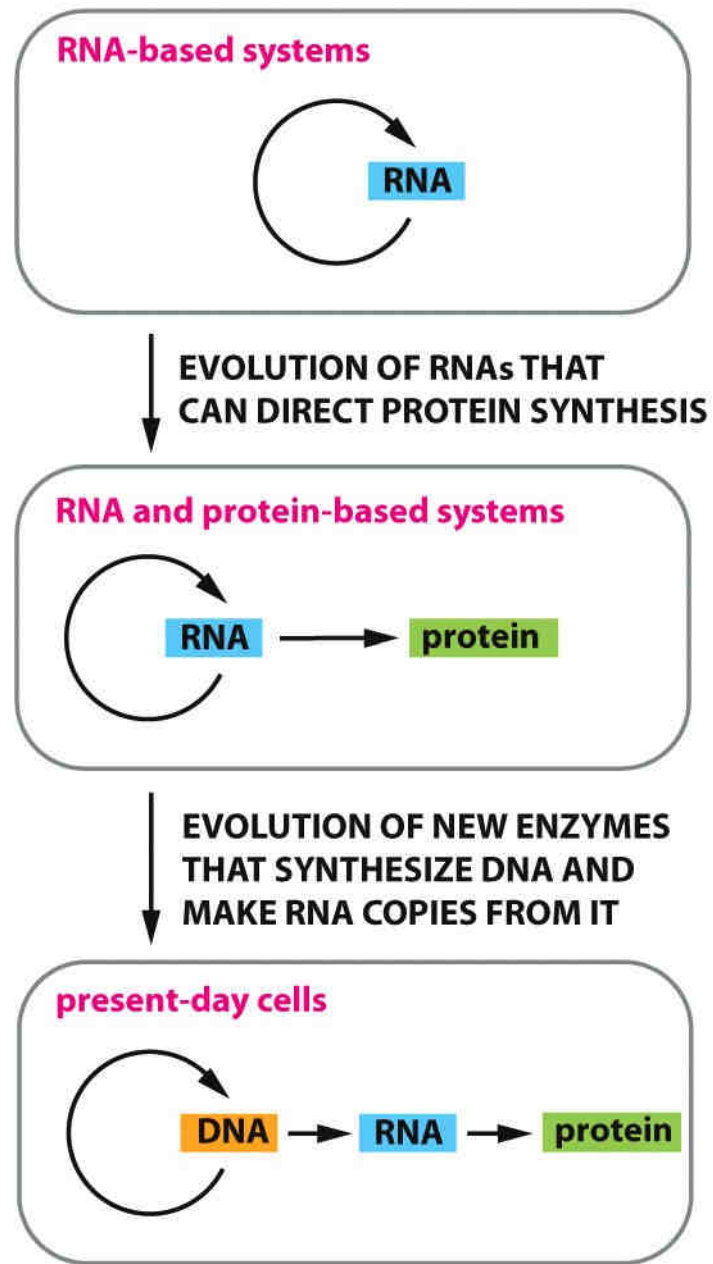 RNA-based systems
RNA
EVOLUTION OF RNAs THAT
CAN DIRECT PROTEIN SYNTHESIS
RNA and protein-based systems
RNA protein
EVOLUTION OF NEW ENZYMES
THAT SYNTHESIZE DNA AND
MAKE RNA COPIES FROM IT
present-day cells
DNA RNA protein